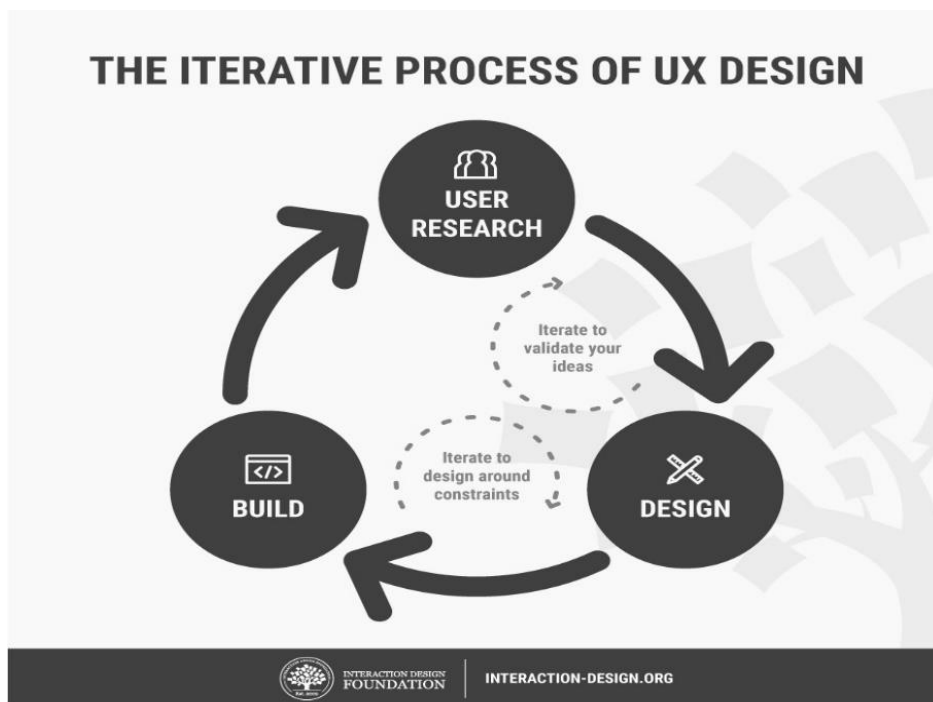 THE ITERATIVE PROCESS OF UX DESIGN
USER
RESEARCH
Iterate to
validate your
ideas
Iterate to
design around
constraints
</>
BUILD
DESIGN
INTERACTION DESIGN
FOUNDATION
INTERACTION-DESIGN.ORG